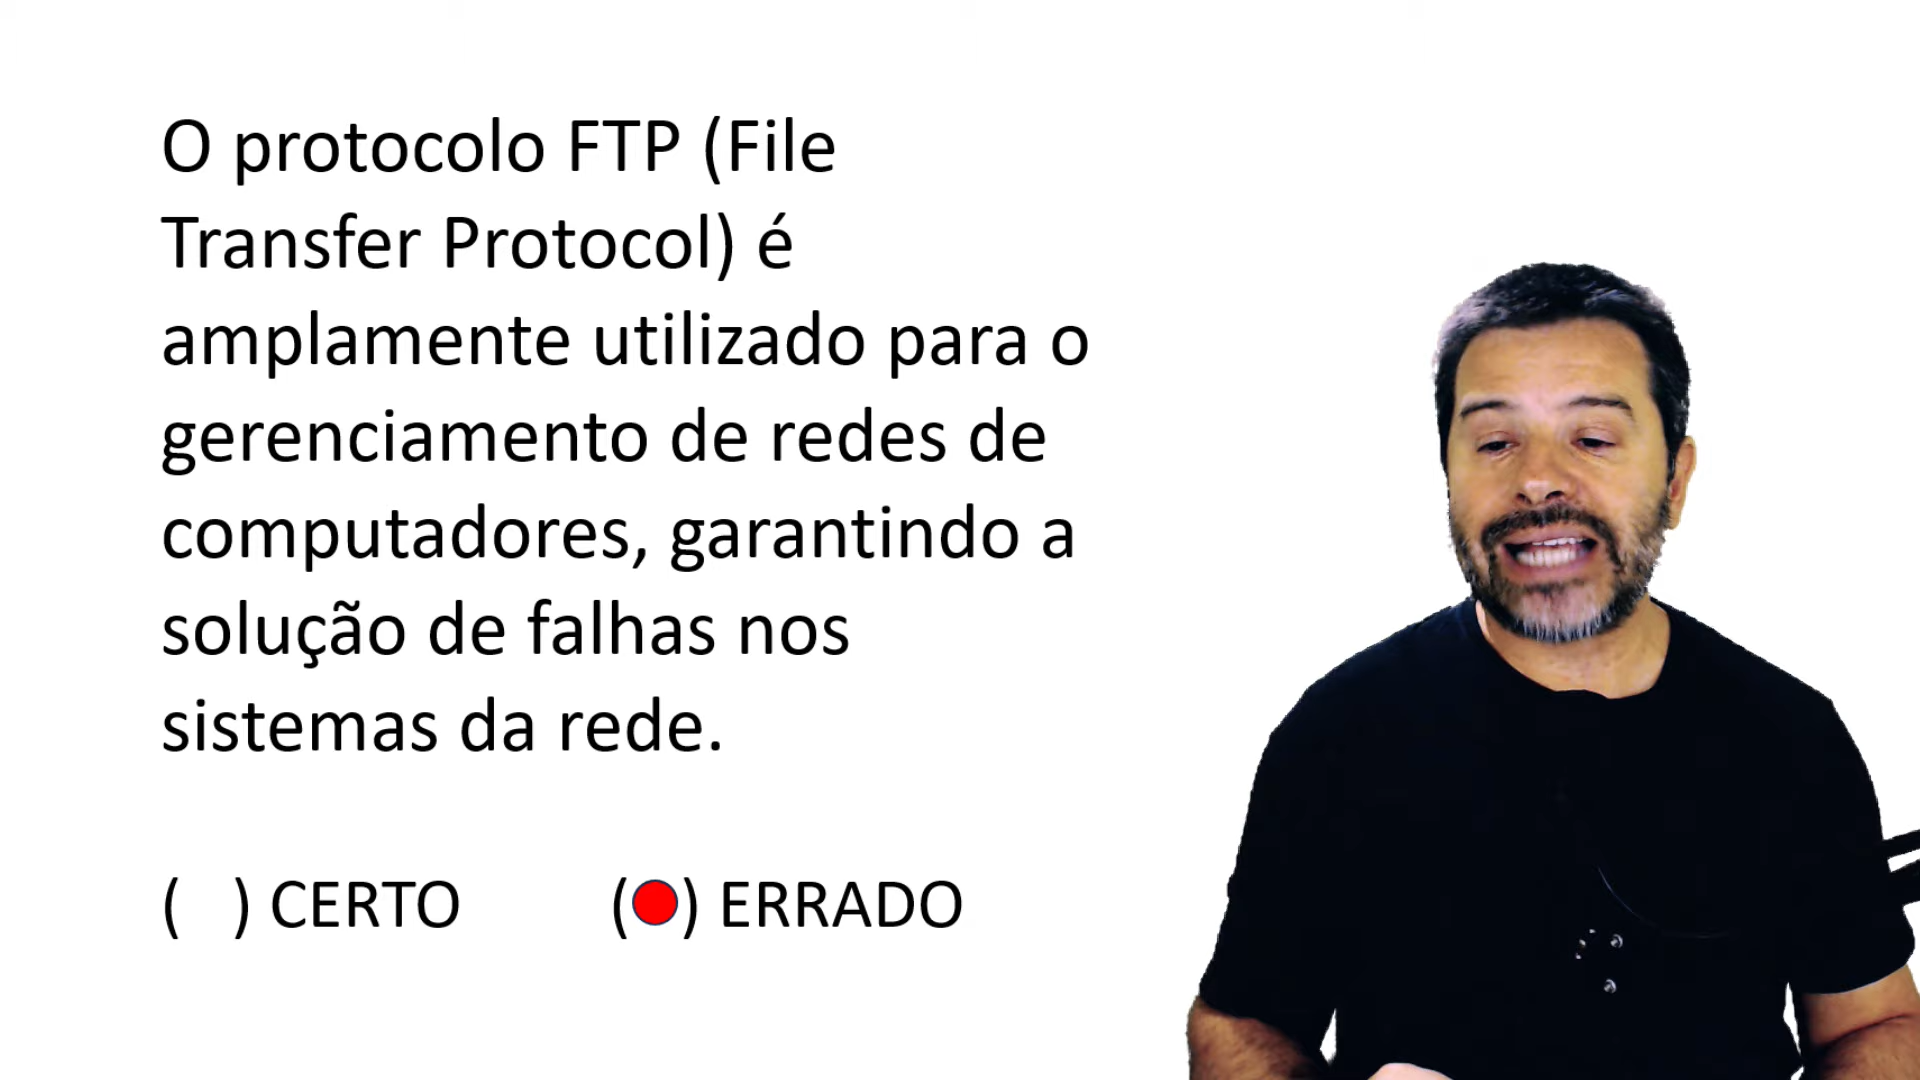 O protocolo FTP (File
Transfer Protocol) é
amplamente utilizado para o
gerenciamento de redes de
computadores, garantindo a
solução de falhas nos
sistemas da rede.
(   ) CERTO   (●) ERRADO